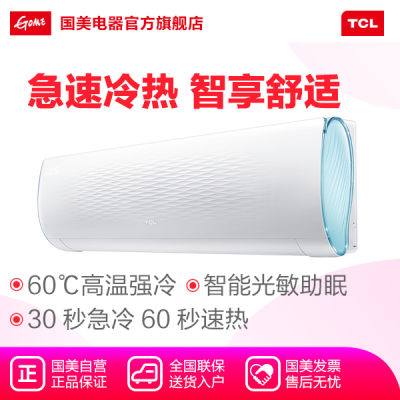 GOME 国美电器官方旗舰店 TCL
急速冷热 智享舒适
TCL
60℃高温强冷 智能光敏助眠
30 秒急冷 60 秒速热
国美自营 全国联保 国美发票
正品保证 送货入户 售后无忧